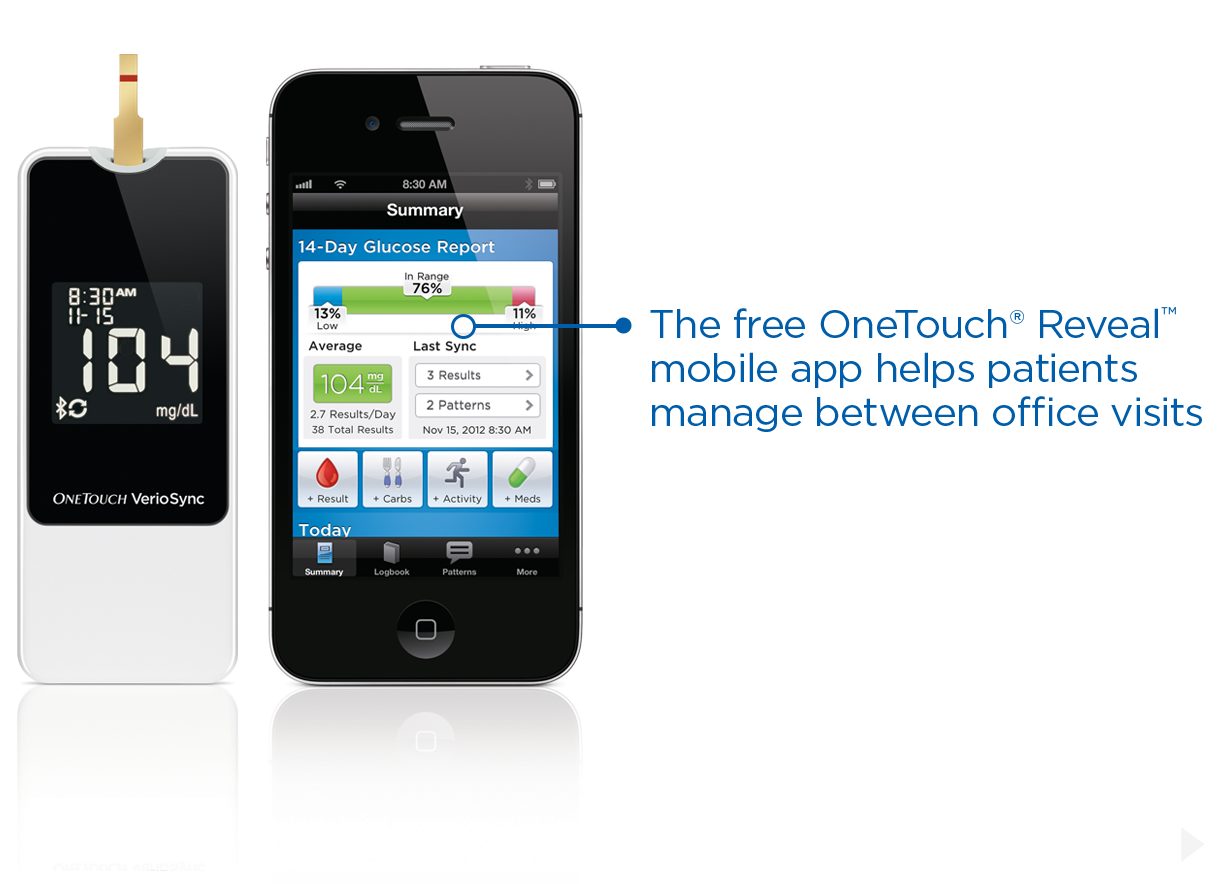 8:30 AM
11-15
104
mg/dL
ONETOUCH VerioSync
8:30 AM
Summary
14-Day Glucose Report
In Range
76%
13%
Low
11%
High
Average
Last Sync
104 mg/dL
2.7 Results/Day
38 Total Results
3 Results
2 Patterns
Nov 15, 2012 8:30 AM
+ Result
+ Carbs
+ Activity
+ Meds
Today
Summary
Logbook
Patterns
More
The free OneTouch® Reveal™
mobile app helps patients
manage between office visits